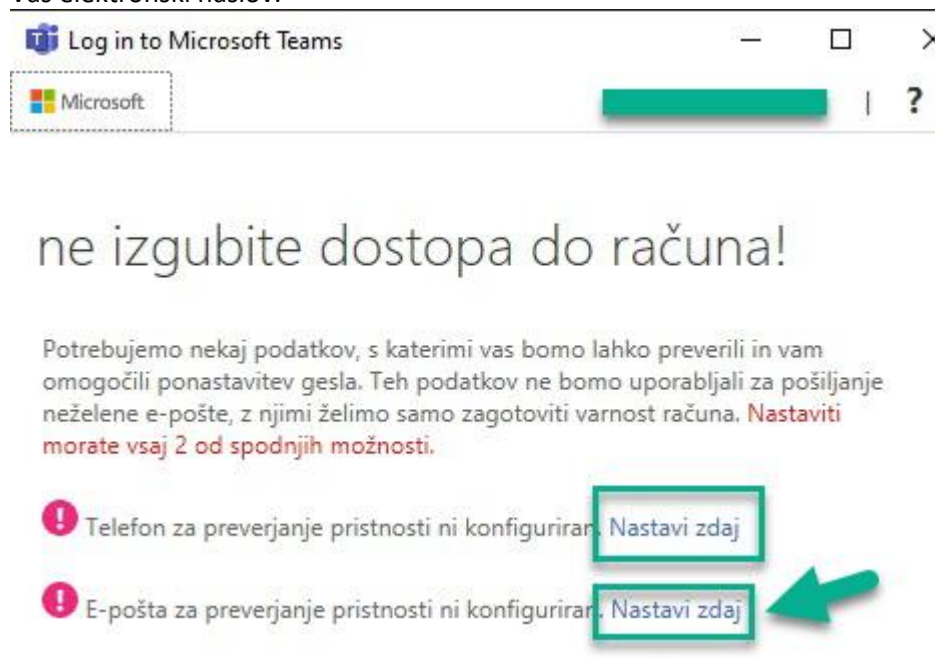 Vaš elektronski naslov.
Log in to Microsoft Teams
Microsoft
| ?
ne izgubite dostopa do računa!
Potrebujemo nekaj podatkov, s katerimi vas bomo lahko preverili in vam
omogočili ponastavitev gesla. Teh podatkov ne bomo uporabljali za pošiljanje
neželene e-pošte, z njimi želimo samo zagotoviti varnost računa. Nastaviti
morate vsaj 2 od spodnjih možnosti.
Telefon za preverjanje pristnosti ni konfiguriran. Nastavi zdaj
E-pošta za preverjanje pristnosti ni konfiguriran. Nastavi zdaj